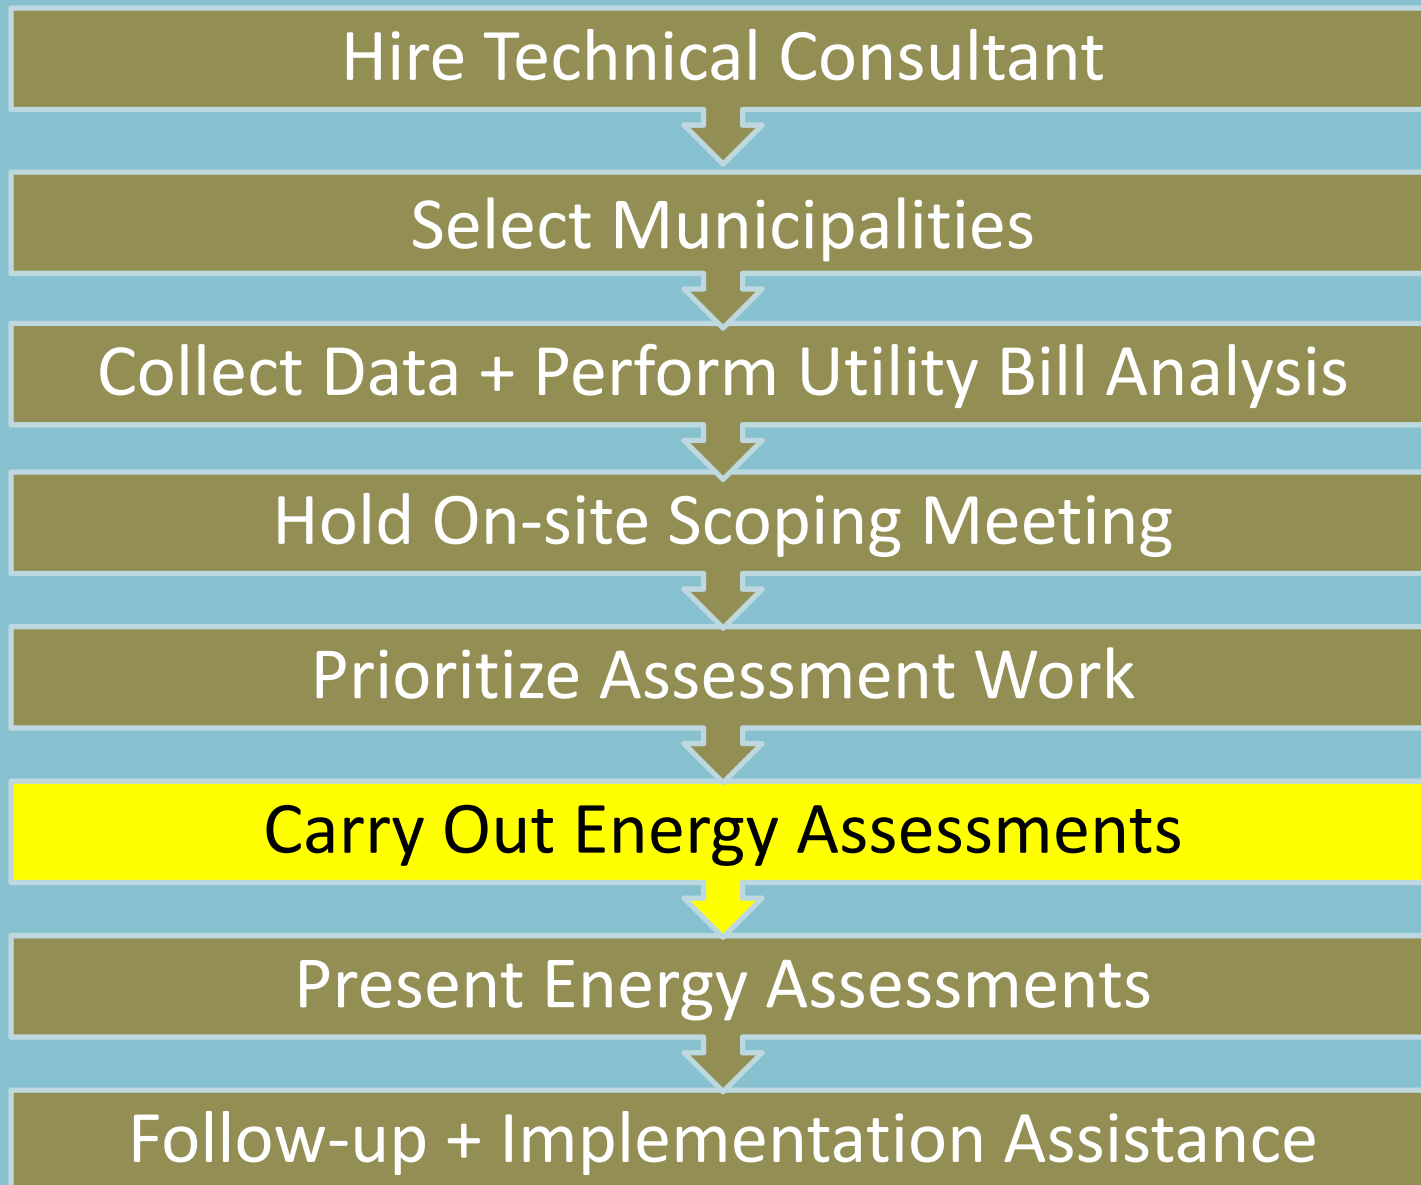 Hire Technical Consultant
Select Municipalities
Collect Data + Perform Utility Bill Analysis
Hold On-site Scoping Meeting
Prioritize Assessment Work
Carry Out Energy Assessments
Present Energy Assessments
Follow-up + Implementation Assistance